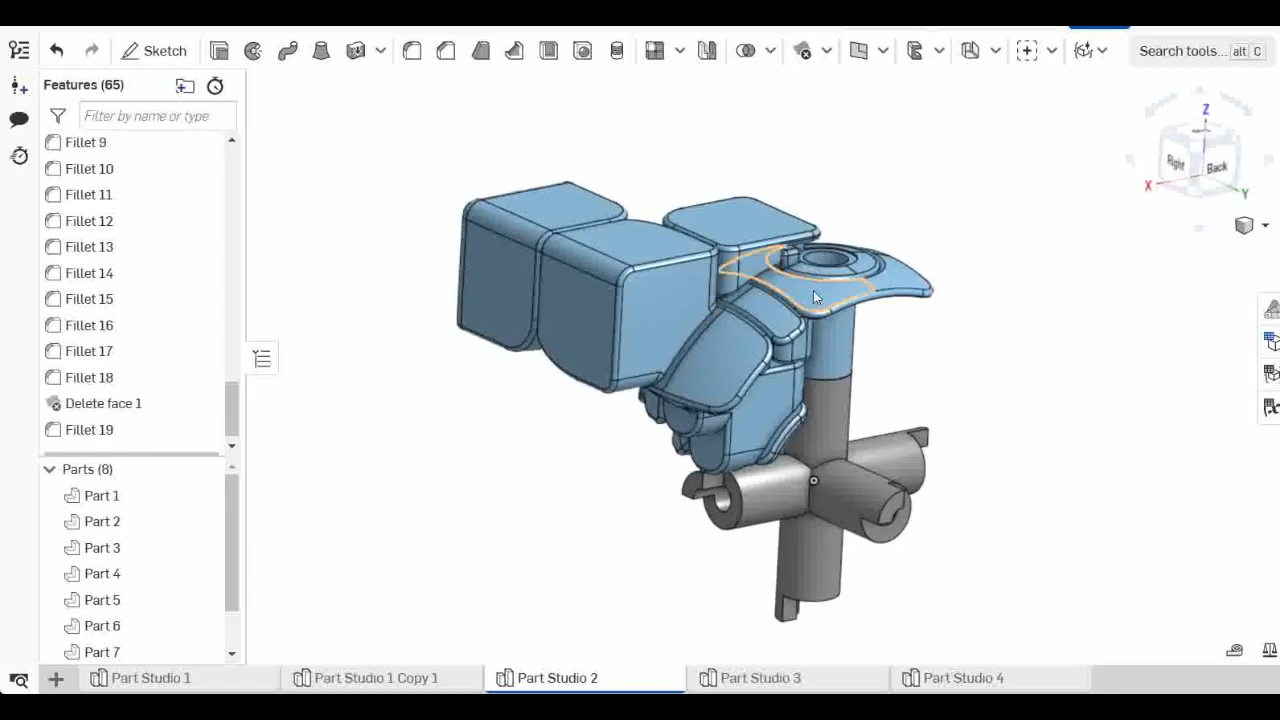 Sketch
Search tools... alt C
Features (65)
Filter by name or type
Fillet 9
Fillet 10
Fillet 11
Fillet 12
Fillet 13
Fillet 14
Fillet 15
Fillet 16
Fillet 17
Fillet 18
Delete face 1
Fillet 19
Parts (8)
Part 1
Part 2
Part 3
Part 4
Part 5
Part 6
Part 7
Z
Right
Back
X
Y
Part Studio 1
Part Studio 1 Copy 1
Part Studio 2
Part Studio 3
Part Studio 4